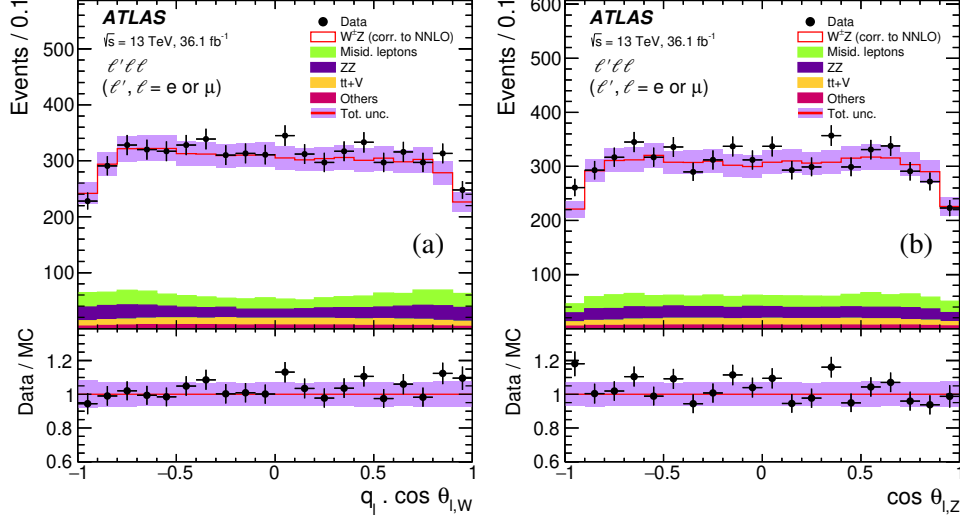 ATLAS
√s = 13 TeV, 36.1 fb⁻¹
ℓ′ℓℓ
(ℓ′, ℓ = e or μ)
Data
W±Z (corr. to NNLO)
Misid. leptons
ZZ
tt+V
Others
Tot. unc.
Events / 0.1
500
400
300
200
100
(a)
Data / MC
1.2
1
0.8
0.6
−1
−0.5
0
0.5
1
q_l . cos θ_l,W
ATLAS
√s = 13 TeV, 36.1 fb⁻¹
ℓ′ℓℓ
(ℓ′, ℓ = e or μ)
Data
W±Z (corr. to NNLO)
Misid. leptons
ZZ
tt+V
Others
Tot. unc.
Events / 0.1
600
500
400
300
200
100
(b)
Data / MC
1.2
1
0.8
0.6
−1
−0.5
0
0.5
1
cos θ_l,Z